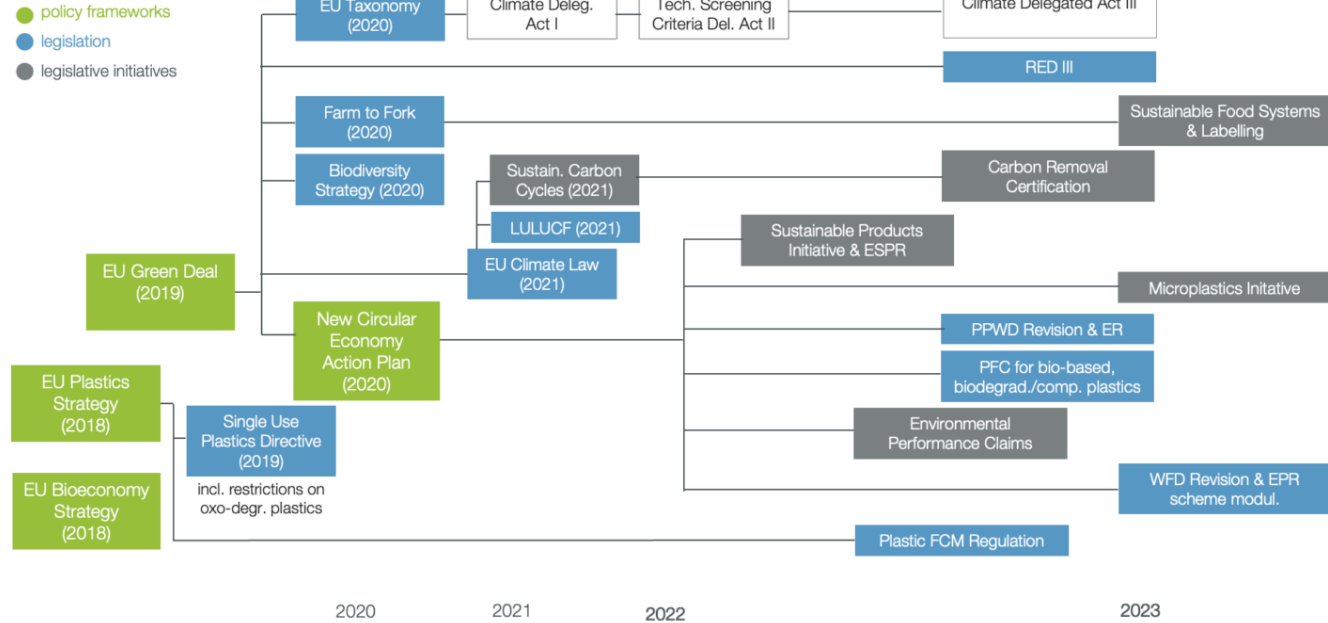 policy frameworks
legislation
legislative initiatives
EU Taxonomy
(2020)
Climate Deleg.
Act I
Tech. Screening
Criteria Del. Act II
Climate Delegated Act III
RED III
Farm to Fork
(2020)
Sustainable Food Systems
& Labelling
Biodiversity
Strategy (2020)
Sustain. Carbon
Cycles (2021)
Carbon Removal
Certification
LULUCF (2021)
Sustainable Products
Initiative & ESPR
EU Green Deal
(2019)
EU Climate Law
(2021)
Microplastics Initative
New Circular
Economy
Action Plan
(2020)
PPWD Revision & ER
PFC for bio-based,
biodegrad./comp. plastics
EU Plastics
Strategy
(2018)
Single Use
Plastics Directive
(2019)
incl. restrictions on
oxo-degr. plastics
Environmental
Performance Claims
EU Bioeconomy
Strategy
(2018)
WFD Revision & EPR
scheme modul.
Plastic FCM Regulation
2020
2021
2022
2023